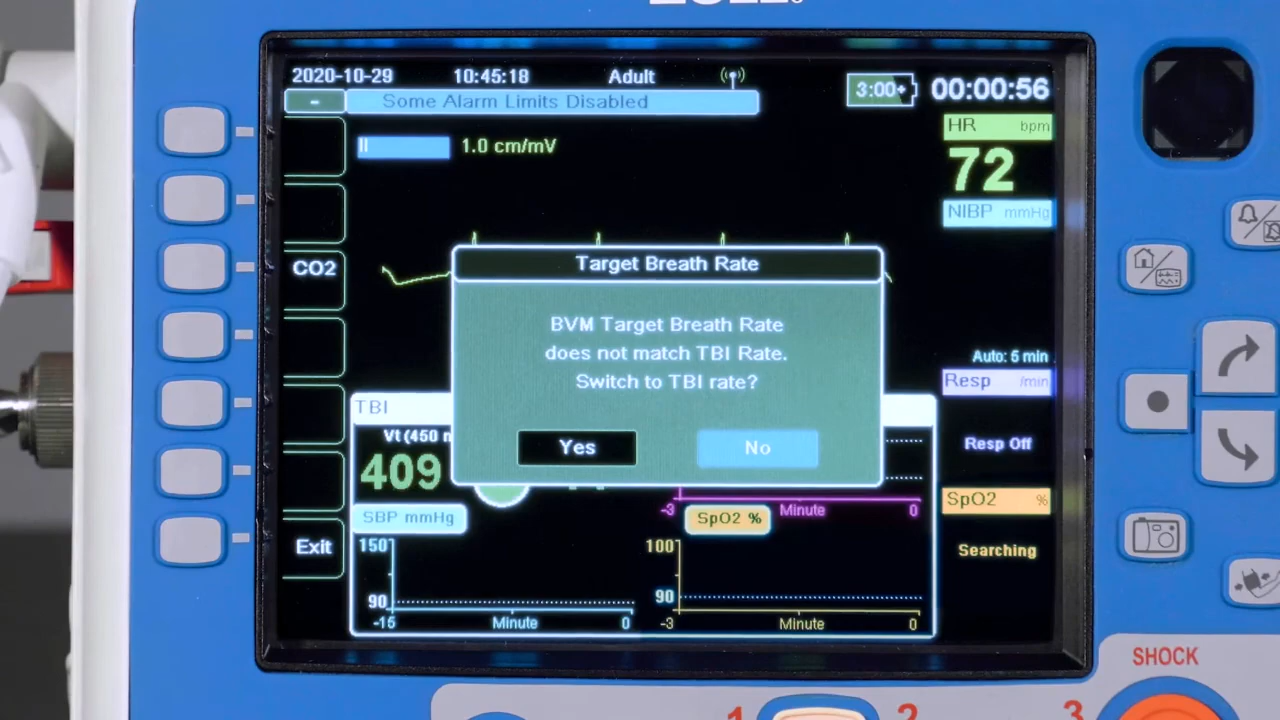 2020-10-29 10:45:18 Adult 3:00+ 00:00:56
- Some Alarm Limits Disabled
HR bpm
II 1.0 cm/mV
72
NIBP mmHg
CO2
Target Breath Rate
BVM Target Breath Rate
does not match TBI Rate.
Switch to TBI rate?
Yes No
Auto: 5 min
Resp /min
Resp Off
TBI
Vt (450
409
-3 Minute 0
SpO2 %
Searching
SBP mmHg
SpO2 %
150
90
-15 Minute 0
100
90
-3 Minute 0
Exit
SHOCK
1 2 3